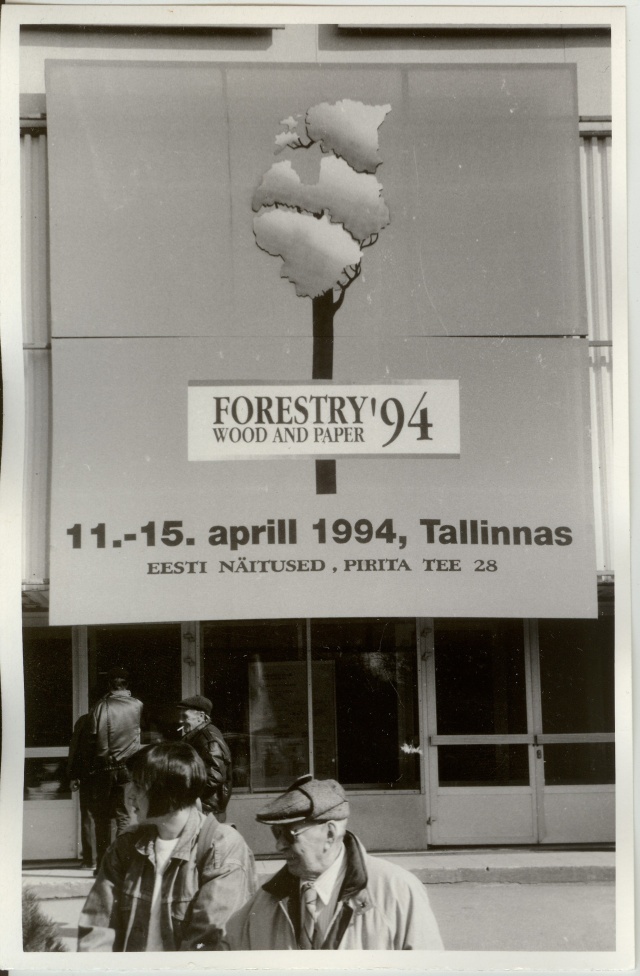 FORESTRY '94
WOOD AND PAPER
11.-15. aprill 1994, Tallinnas
EESTI NÄITUSED, PIRITA TEE 28